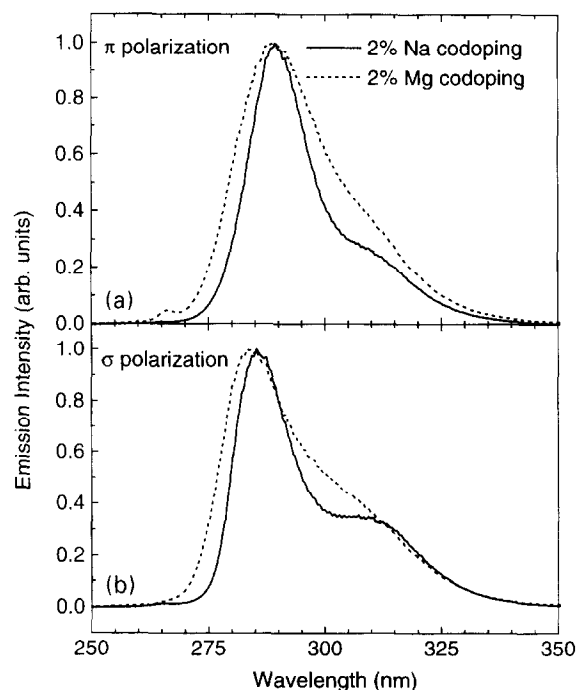 π polarization
2% Na codoping
2% Mg codoping
1.0
0.8
0.6
0.4
0.2
0.0
(a)
Emission Intensity (arb. units)
σ polarization
1.0
0.8
0.6
0.4
0.2
0.0
(b)
250 275 300 325 350
Wavelength (nm)